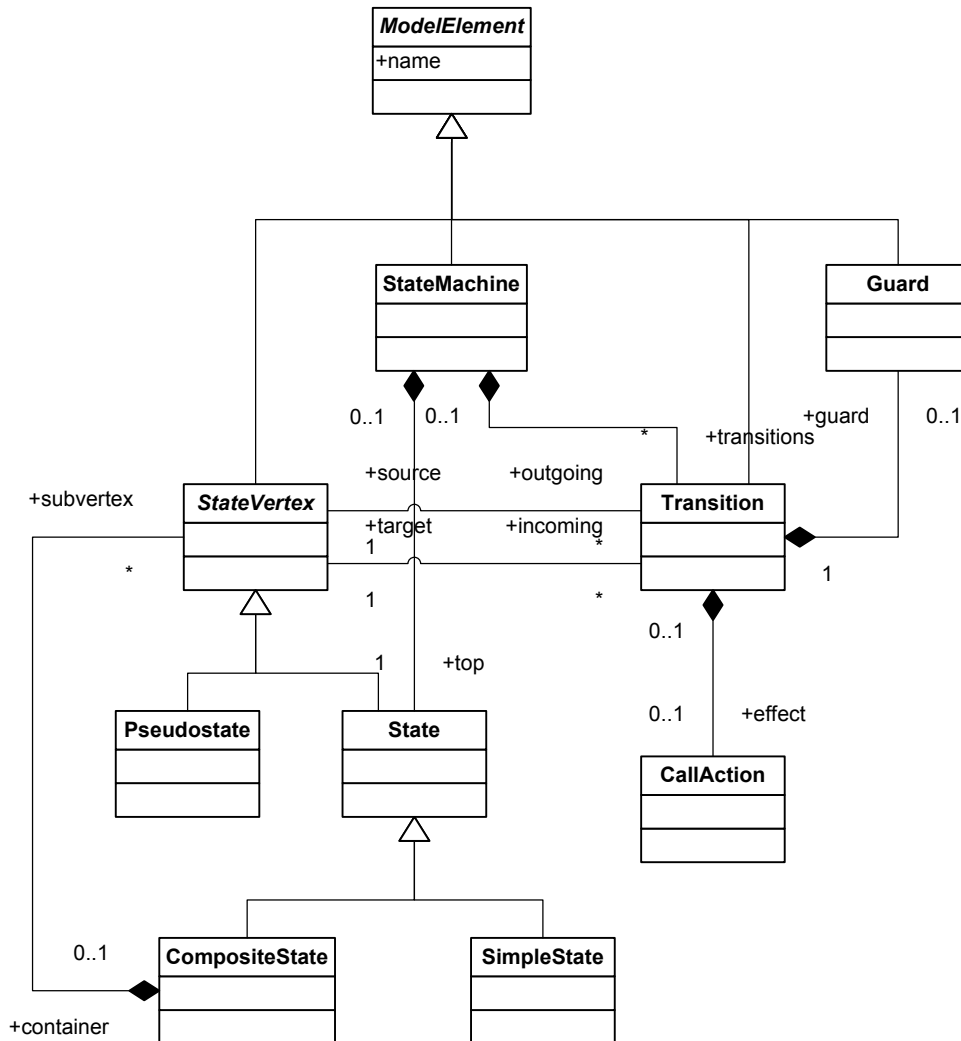 ModelElement
+name
StateMachine
Guard
0..1
0..1
+guard
0..1
*
+transitions
+source
+outgoing
+subvertex
StateVertex
Transition
+target
+incoming
1
*
*
1
1
*
0..1
1
+top
Pseudostate
State
0..1
+effect
CallAction
0..1
CompositeState
SimpleState
+container